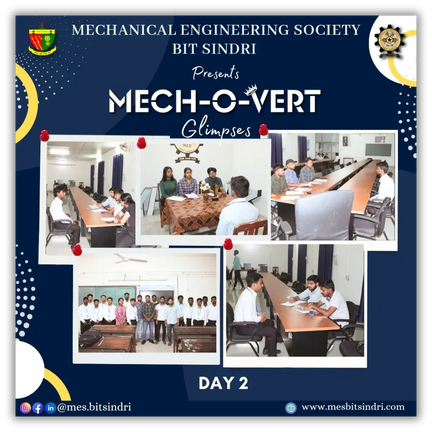 MECHANICAL ENGINEERING SOCIETY
BIT SINDRI
Presents
MECH-O-VERT
Glimpses
DAY 2
@mes.bitsindri
www.mesbitsindri.com